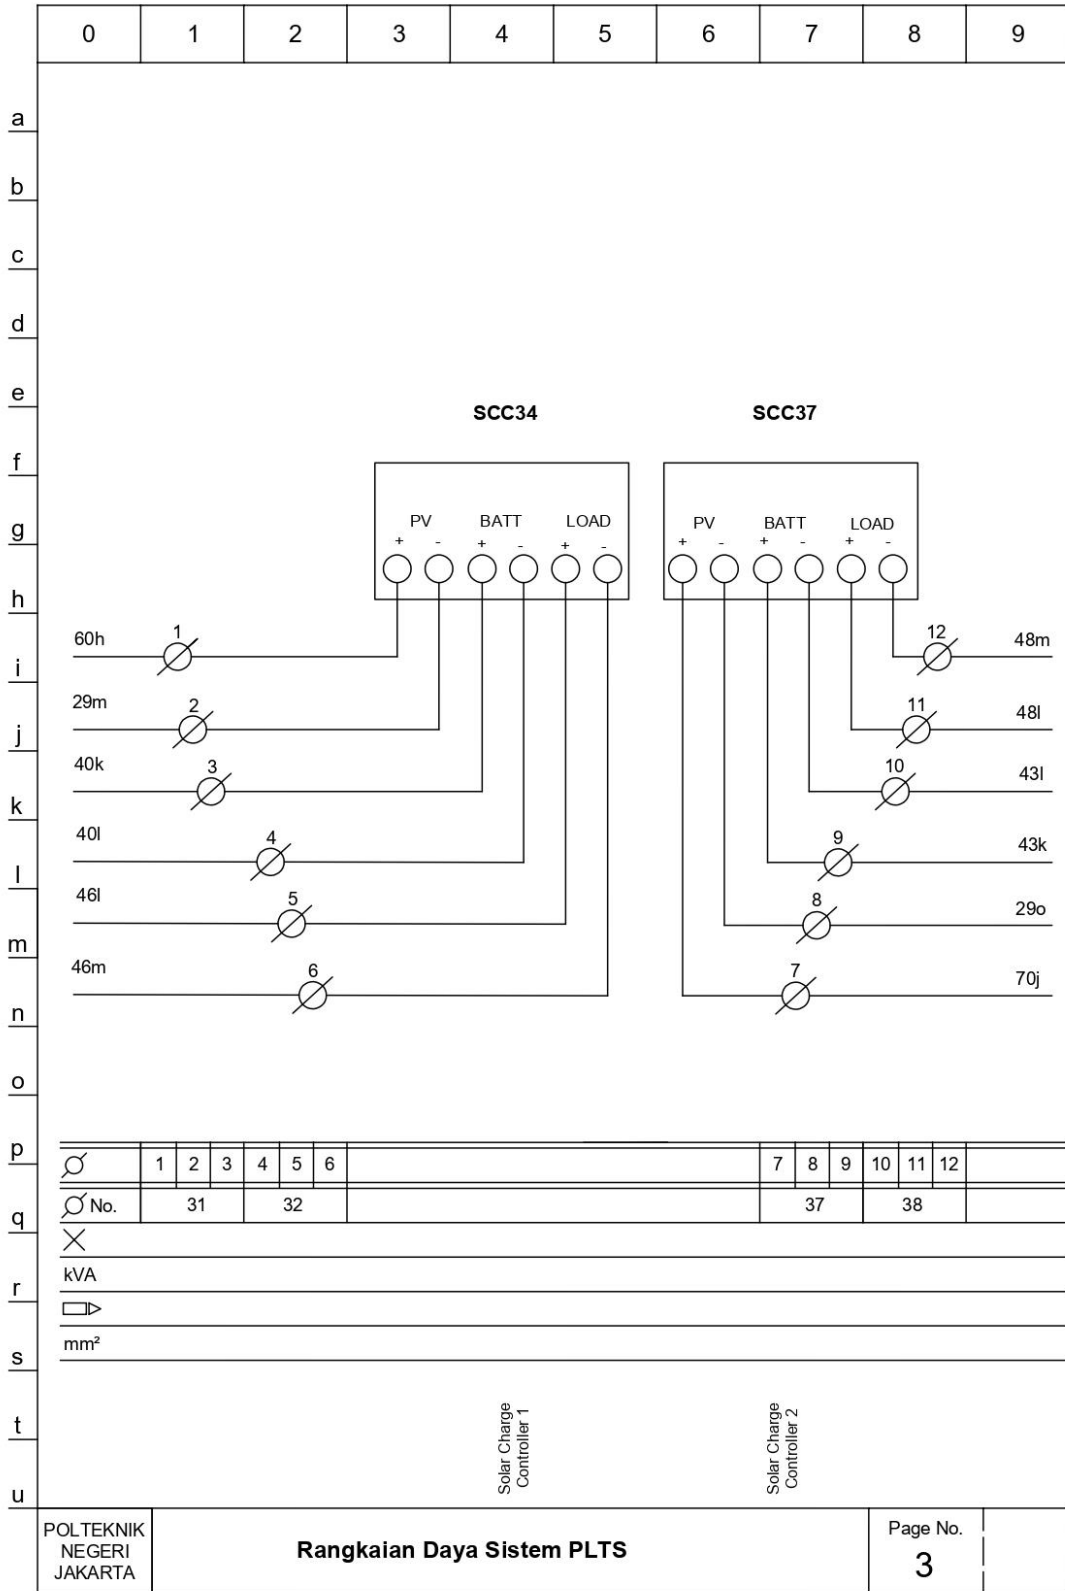 0 1 2 3 4 5 6 7 8 9
a
b
c
d
e
SCC34 SCC37
f
g
PV BATT LOAD PV BATT LOAD
+ - + - + - + - + - + -
h
60h 1 12 48m
i
29m 2 11 48l
j
40k 3 10 43l
k
40l 4 9 43k
l
46l 5 8 29o
m
46m 6 7 70j
n
o
p
1 2 3 4 5 6 7 8 9 10 11 12
q
No. 31 32 37 38
r
kVA
s
mm²
t
Solar Charge
Controller 1
Solar Charge
Controller 2
u
POLTEKNIK
NEGERI
JAKARTA
Rangkaian Daya Sistem PLTS
Page No.
3